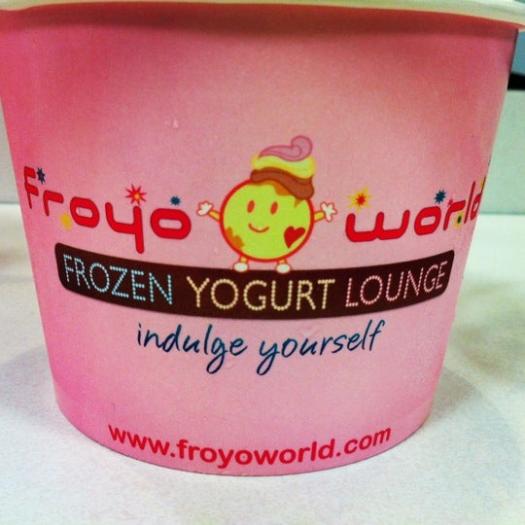 froyo world
FROZEN YOGURT LOUNGE
indulge yourself
www.froyoworld.com